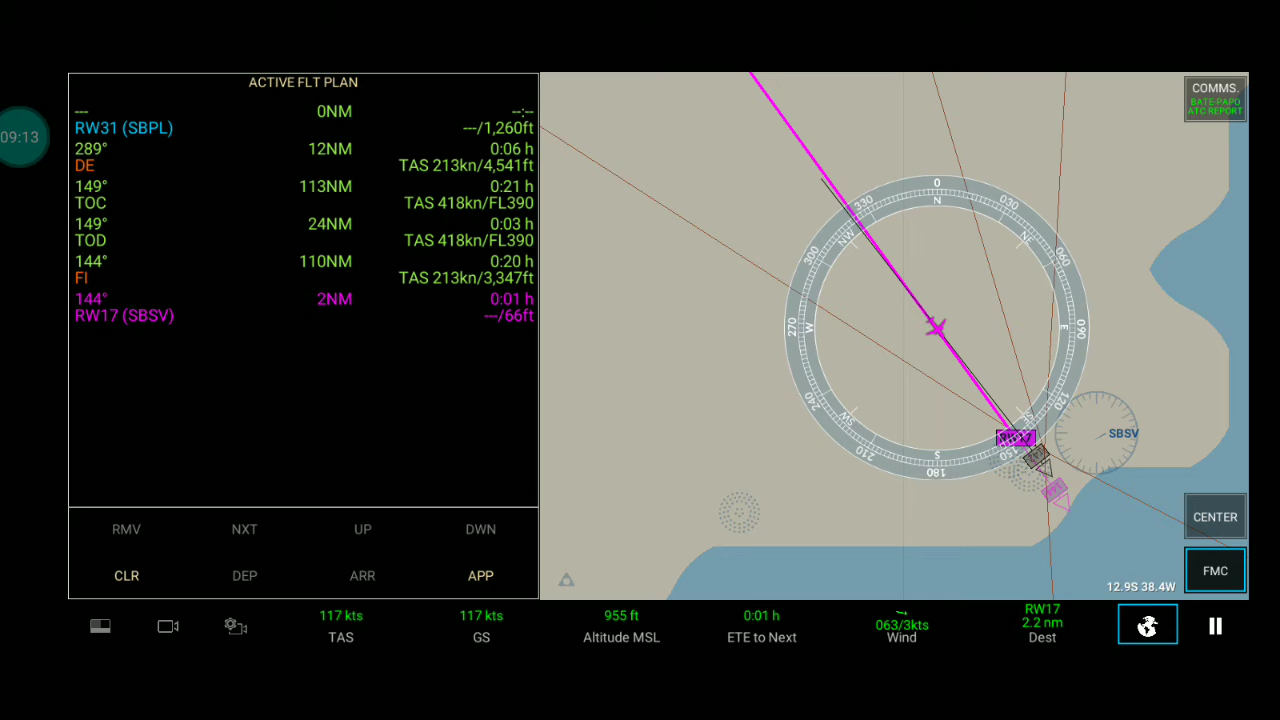 09:13
ACTIVE FLT PLAN
--- 0NM --:--
RW31 (SBPL) ---/1,260ft
289° 12NM 0:06 h
DE TAS 213kn/4,541ft
149° 113NM 0:21 h
TOC TAS 418kn/FL390
149° 24NM 0:03 h
TOD TAS 418kn/FL390
144° 110NM 0:20 h
FI TAS 213kn/3,347ft
144° 2NM 0:01 h
RW17 (SBSV) ---/66ft
RMV NXT UP DWN
CLR DEP ARR APP
COMMS.
BATE-PAPO
ATC REPORT
0
N
330
030
NW
NE
300
060
270
W
E
090
240
120
SW
SE
210
150
S
180
RW17
SBSV
CENTER
FMC
12.9S 38.4W
117 kts
TAS
117 kts
GS
955 ft
Altitude MSL
0:01 h
ETE to Next
063/3kts
Wind
RW17
2.2 nm
Dest